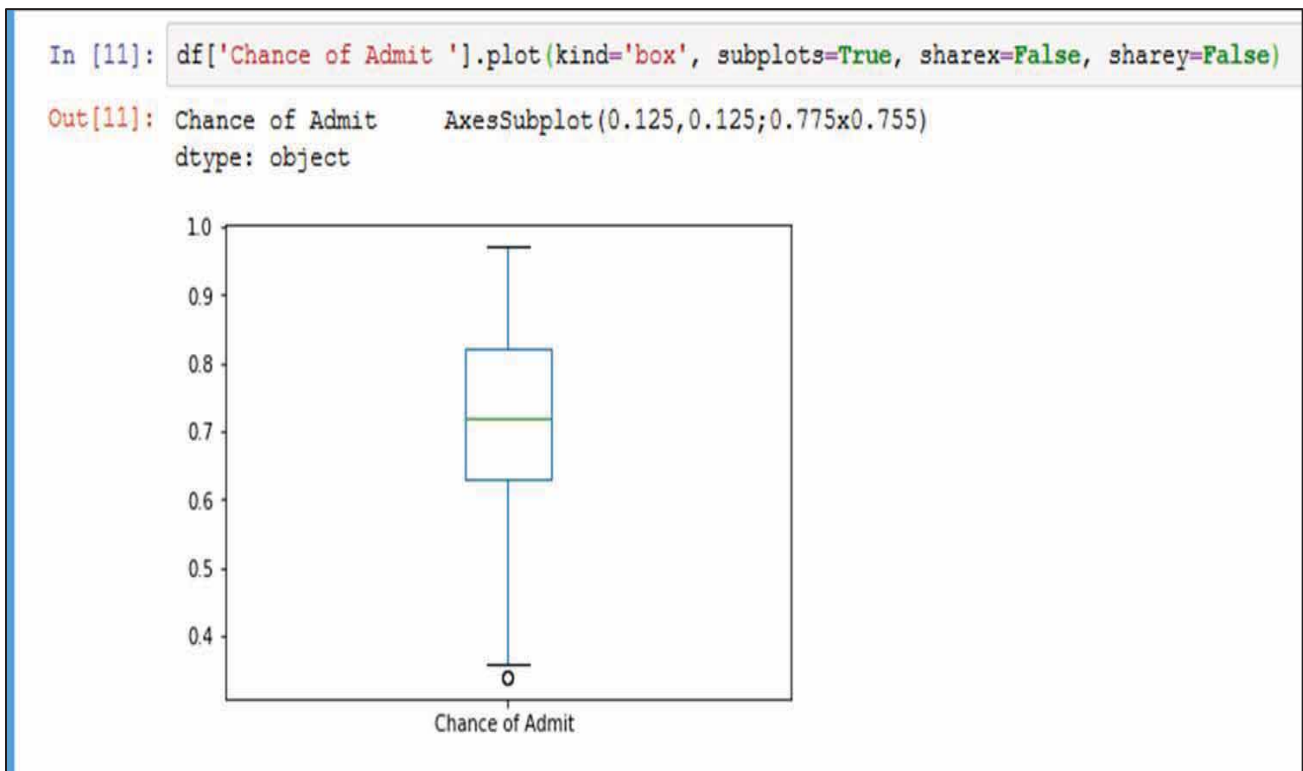 In [11]: df['Chance of Admit '].plot(kind='box', subplots=True, sharex=False, sharey=False)
Out[11]: Chance of Admit    AxesSubplot(0.125,0.125;0.775x0.755)
dtype: object
1.0
0.9
0.8
0.7
0.6
0.5
0.4
Chance of Admit